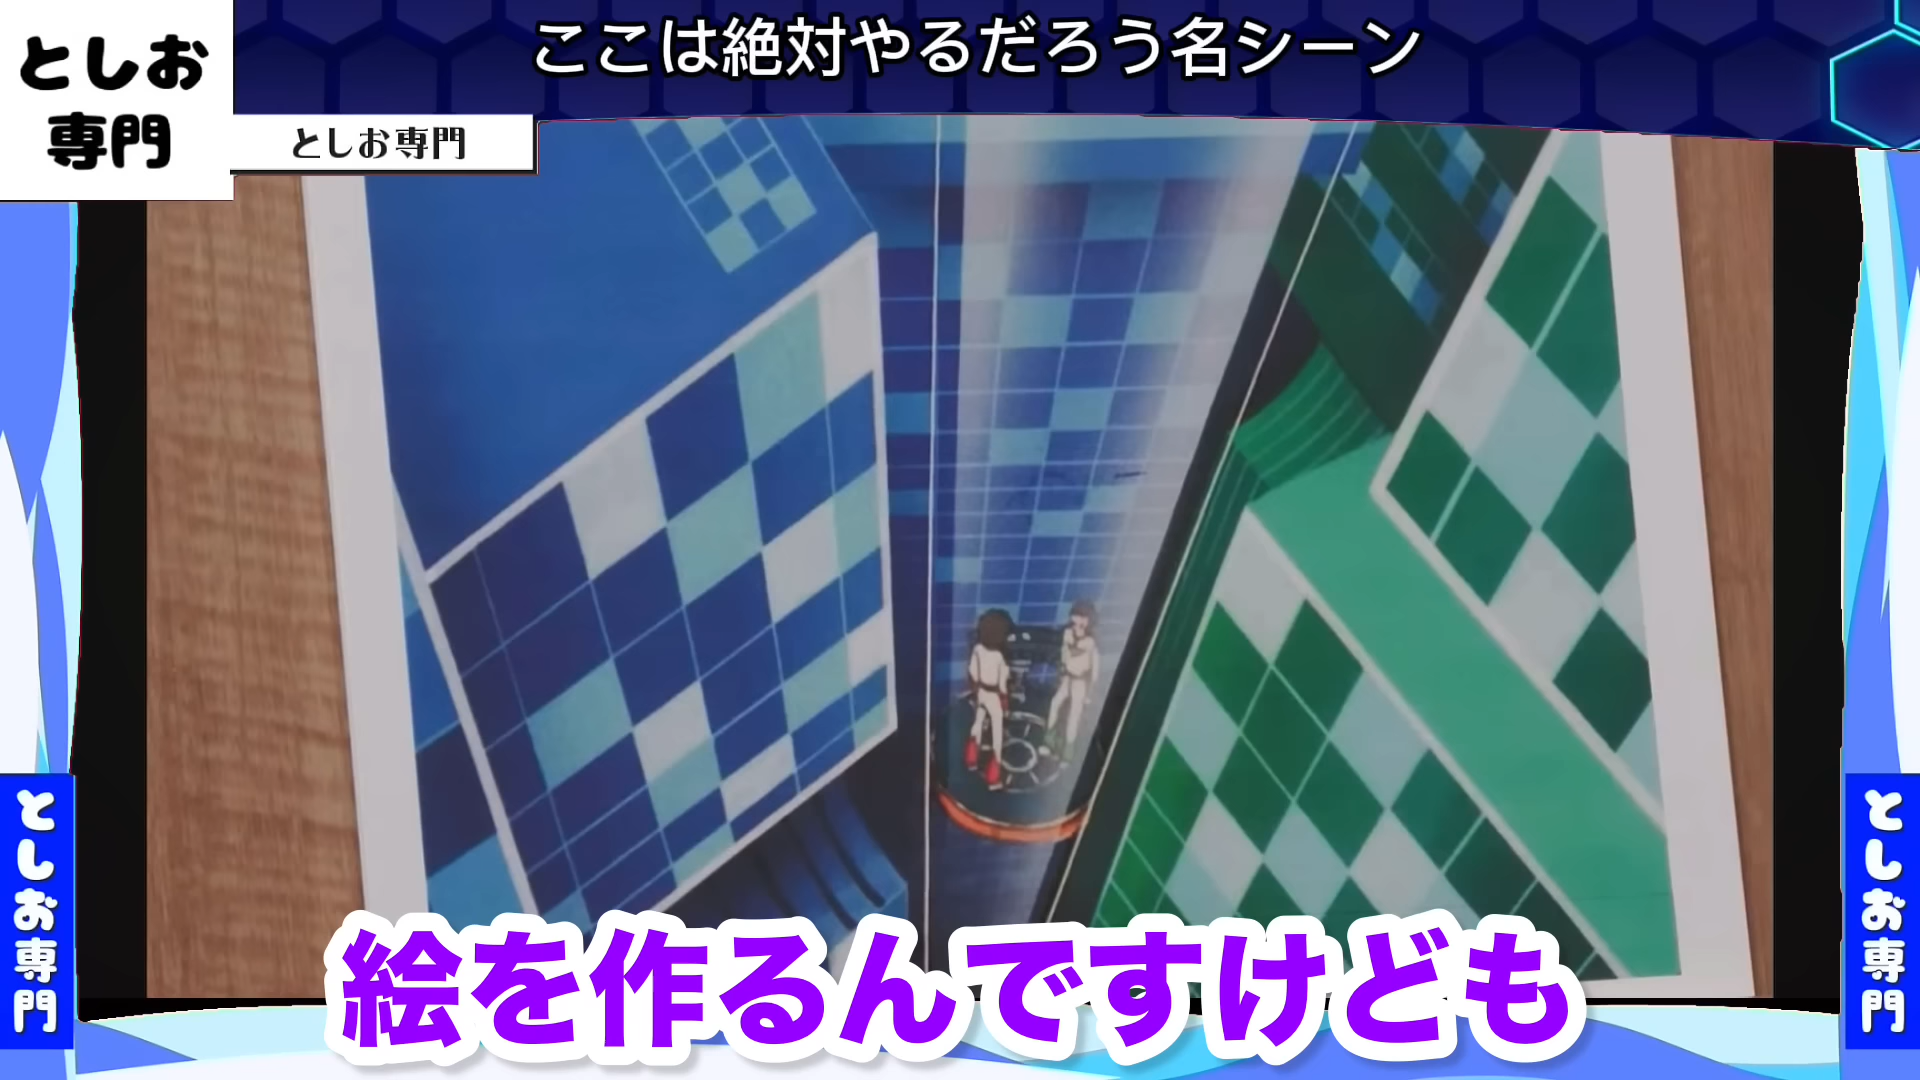 としお
専門
ここは絶対やるだろう名シーン
としお専門
としお専門
としお専門
絵を作るんですけども